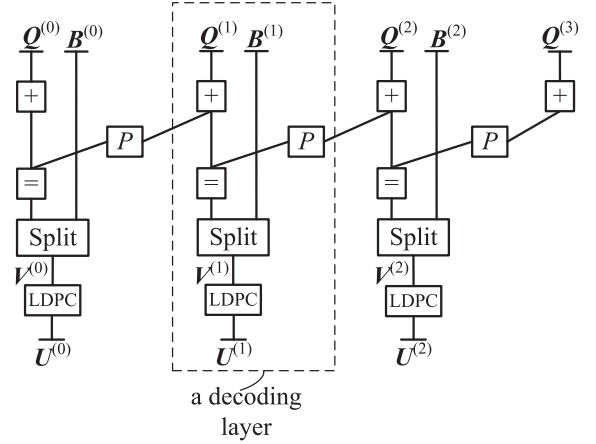 Q^(0) B^(0) Q^(1) B^(1) Q^(2) B^(2) Q^(3)
+ + + +
P P P
= = =
Split Split Split
V^(0) V^(1) V^(2)
LDPC LDPC LDPC
U^(0) U^(1) U^(2)
a decoding
layer